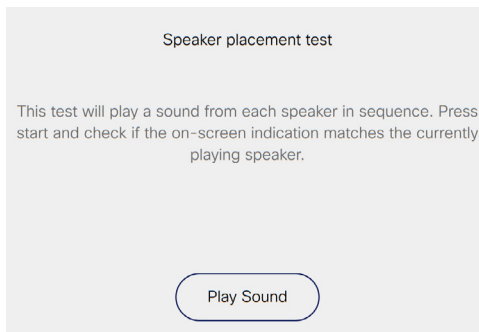 Speaker placement test
This test will play a sound from each speaker in sequence. Press
start and check if the on-screen indication matches the currently
playing speaker.
Play Sound